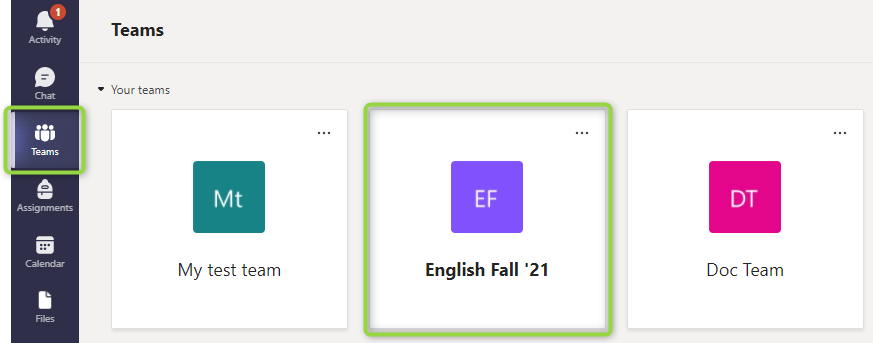 1
Activity
Chat
Teams
Assignments
Calendar
Files
Teams
Your teams
Mt
My test team
EF
English Fall '21
DT
Doc Team